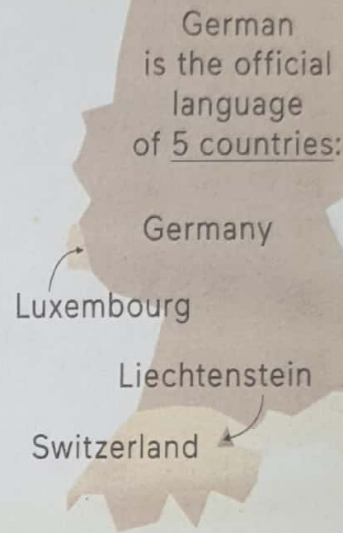 German
is the official
language
of 5 countries:
Germany
Luxembourg
Liechtenstein
Switzerland